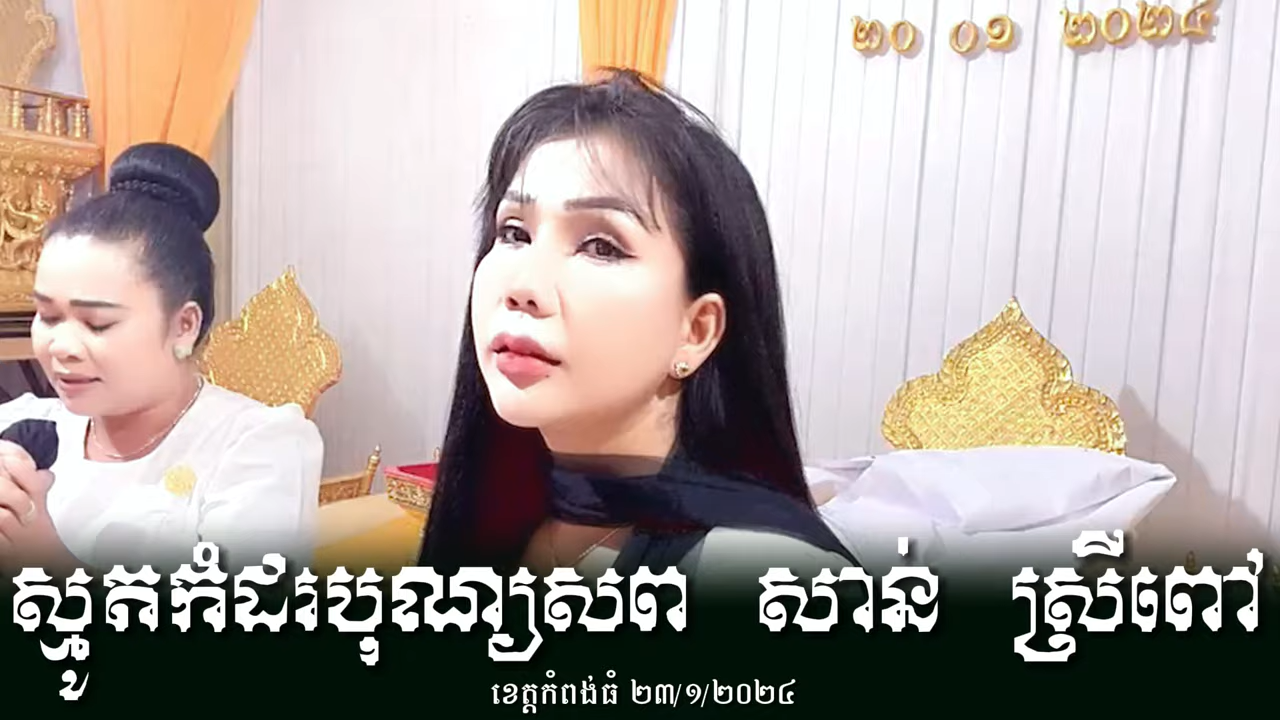 ២០ ០១ ២០២៤
ស្មូតកំដរបុណ្យសព សាន់ ស្រីពៅ
ខេត្តកំពង់ធំ ២៣/១/២០២៤